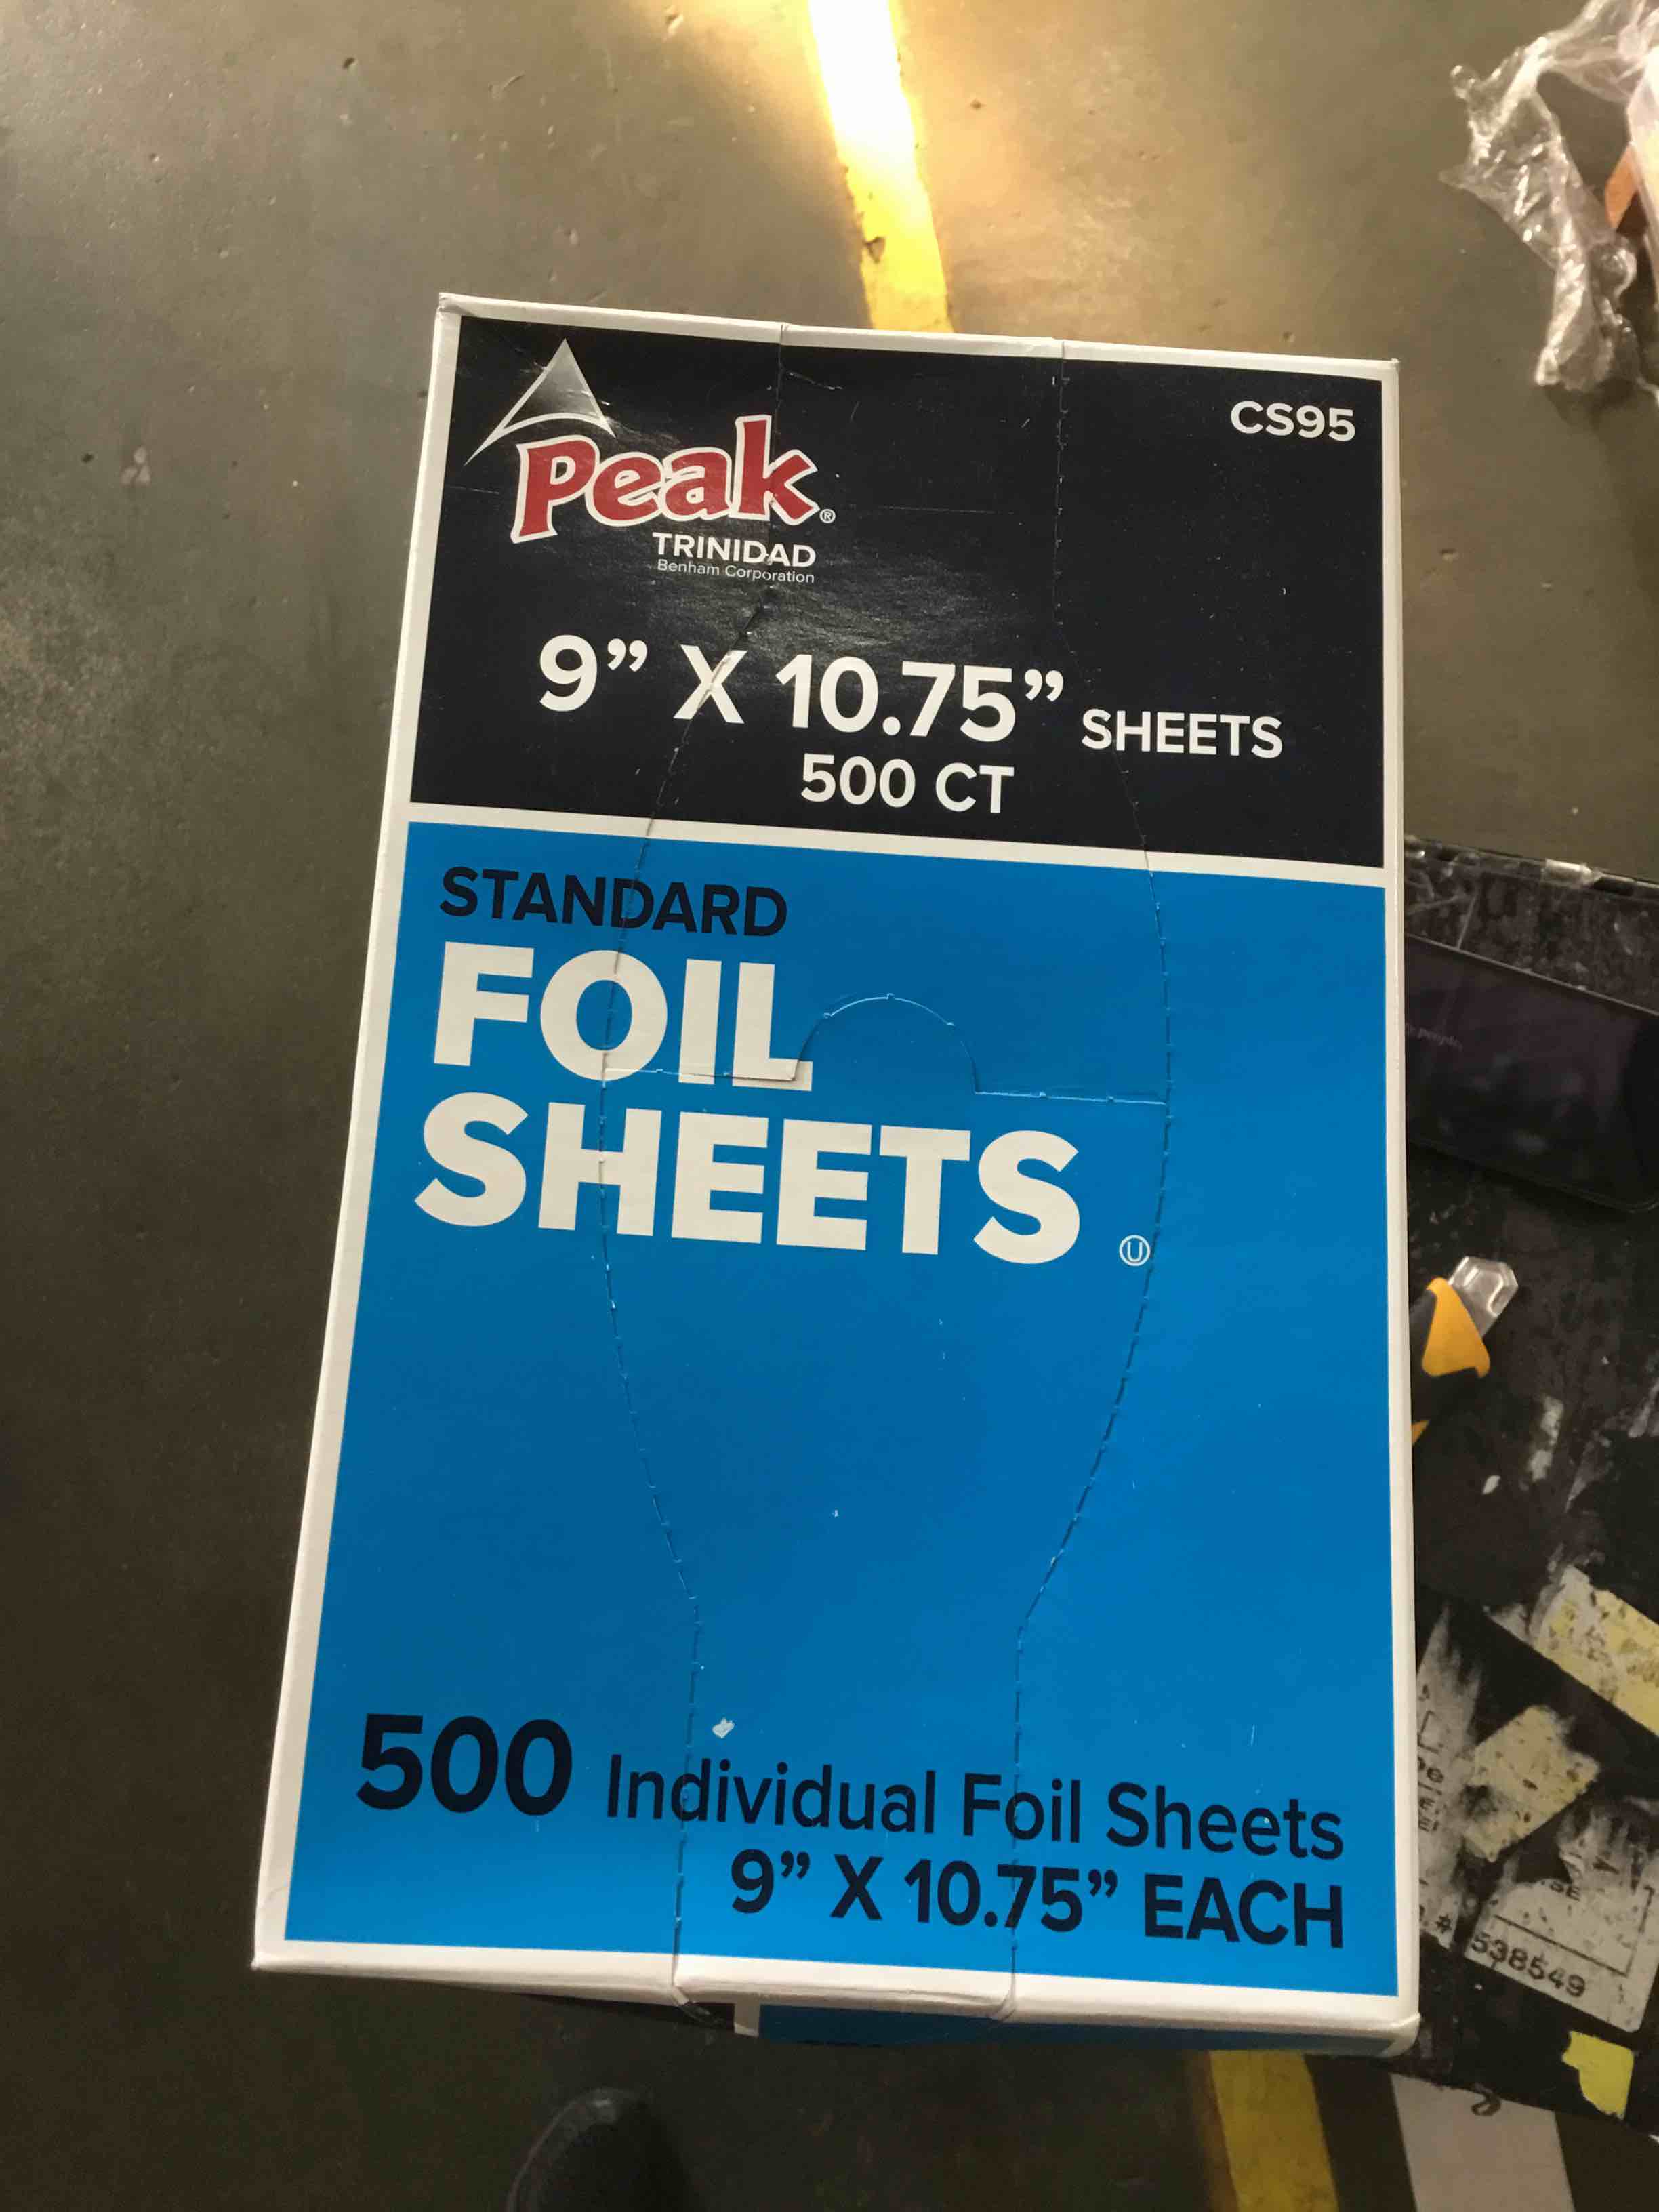 CS95
Peak®
TRINIDAD
Benham Corporation
9” X 10.75” SHEETS
500 CT
STANDARD
FOIL
SHEETS
Ⓤ
500 Individual Foil Sheets
9” X 10.75” EACH
538549